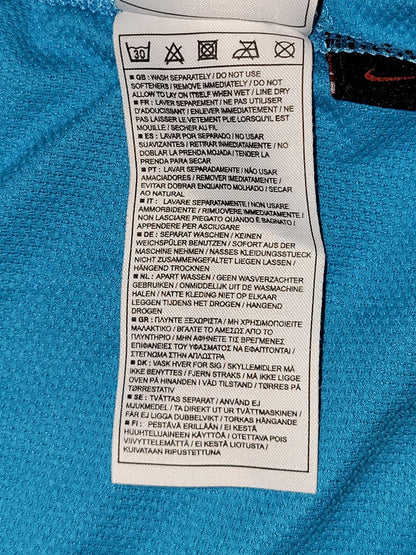 30
■ GB : WASH SEPARATELY / DO NOT USE
SOFTENERS / REMOVE IMMEDIATELY / DO NOT
ALLOW TO LAY ON ITSELF WHEN WET / LINE DRY
■ FR : LAVER SEPAREMENT / NE PAS UTILISER
D'ADOUCISSANT / ENLEVER IMMEDIATEMENT / NE
PAS LAISSER LE VETEMENT PLIE LORSQU'IL EST
MOUILLE / SECHER AU FIL
■ ES : LAVAR POR SEPARADO / NO USAR
SUAVIZANTES / RETIRAR INMEDIATAMENTE / NO
DOBLAR LA PRENDA MOJADA / TENDER LA
PRENDA PARA SECAR
■ PT : LAVAR SEPARADAMENTE / NÃO USAR
AMACIADORES / REMOVER IMEDIATAMENTE /
EVITAR DOBRAR ENQUANTO MOLHADO / SECAR
AO NATURAL
■ IT : LAVARE SEPARATAMENTE / NON USARE
AMMORBIDENTE / RIMUOVERE IMMEDIATAMENTE /
NON LASCIARE PIEGATO QUANDO È BAGNATO /
APPENDERE PER ASCIUGARE
■ DE : SEPARAT WASCHEN / KEINEN
WEICHSPÜLER BENUTZEN / SOFORT AUS DER
MASCHINE NEHMEN / NASSES KLEIDUNGSSTUECK
NICHT ZUSAMMENGEFALTET LIEGEN LASSEN /
HÄNGEND TROCKNEN
■ NL : APART WASSEN / GEEN WASVERZACHTER
GEBRUIKEN / ONMIDDELIJK UIT DE WASMACHINE
HALEN / NATTE KLEDING NIET OP ELKAAR
LEGGEN TIJDENS HET DROGEN / HANGEND
DROGEN
■ GR : ΠΛΥΝΤΕ ΞΕΧΩΡΙΣΤΑ / ΜΗ ΧΡΗΣΙΜΟΠΟΙΕΙΤΕ
ΜΑΛΑΚΤΙΚΟ / ΒΓΑΛΤΕ ΤΟ ΑΜΕΣΩΣ ΑΠΟ ΤΟ
ΠΛΥΝΤΗΡΙΟ / ΜΗΝ ΑΦΗΝΕΤΕ ΤΙΣ ΒΡΕΓΜΕΝΕΣ
ΕΠΙΦΑΝΕΙΕΣ ΤΟΥ ΥΦΑΣΜΑΤΟΣ ΝΑ ΕΦΑΠΤΟΝΤΑΙ /
ΣΤΕΓΝΩΜΑ ΣΤΗΝ ΑΠΛΩΣΤΡΑ
■ DK : VASK HVER FOR SIG / SKYLLEMIDLER MÅ
IKKE BENYTTES / FJERN STRAKS / MÅ IKKE LIGGE
OVEN PÅ HINANDEN I VÅD TILSTAND / TØRRES PÅ
TØRRESTATIV
■ SE : TVÄTTAS SEPARAT / ANVÄND EJ
MJUKMEDEL / TA DIREKT UT UR TVÄTTMASKINEN /
FÅR EJ LIGGA DUBBELVIKET / TORKAS HÄNGANDE
■ FI : PESTÄVÄ ERILLÄÄN / EI KESTÄ
HUUHTELUAINEEN KÄYTTÖÄ / OTETTAVA POIS
VIIVYTTELEMÄTTÄ / EI KESTÄ LIOTUSTA /
KUIVATAAN RIPUSTETTUNA